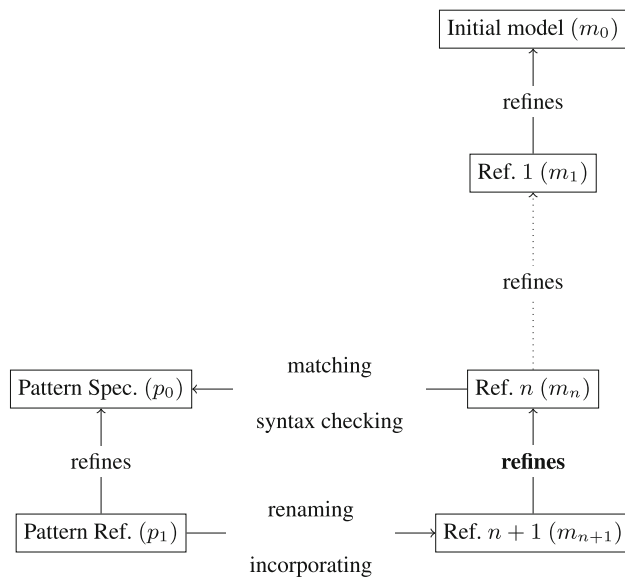 Initial model (m₀)
refines
Ref. 1 (m₁)
refines
matching
Pattern Spec. (p₀)
Ref. n (mₙ)
syntax checking
refines
refines
renaming
Pattern Ref. (p₁)
Ref. n + 1 (mₙ₊₁)
incorporating